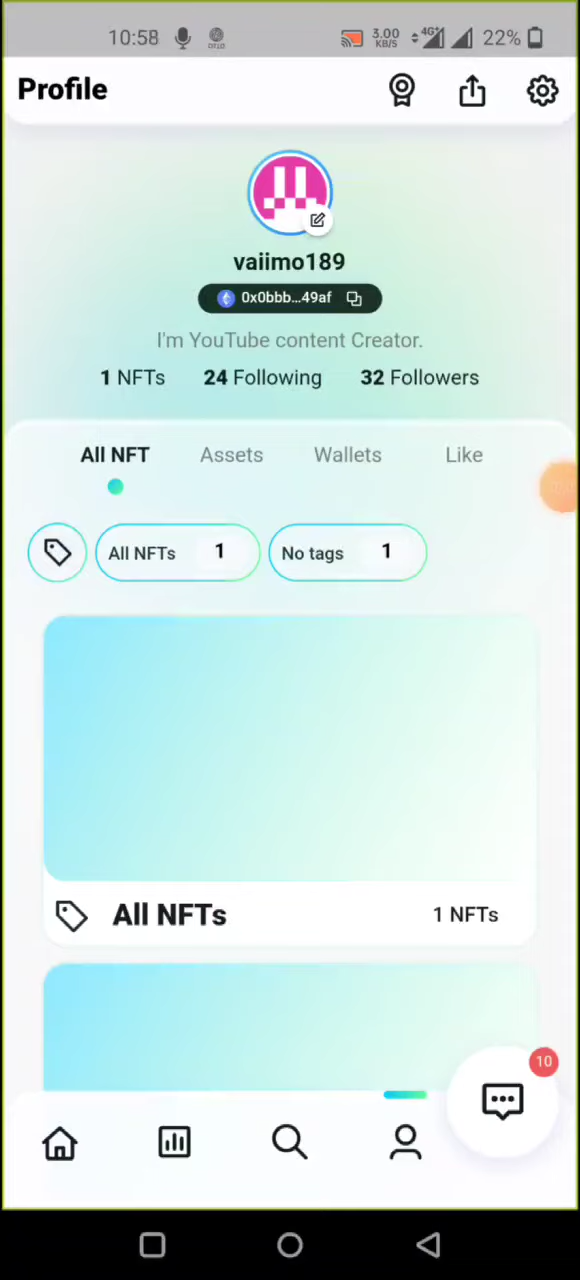 10:58 3.00 KB/S 4G+ 22%
Profile
vaiimo189
0x0bbb...49af
I'm YouTube content Creator.
1 NFTs 24 Following 32 Followers
All NFT Assets Wallets Like
All NFTs 1 No tags 1
All NFTs 1 NFTs
10